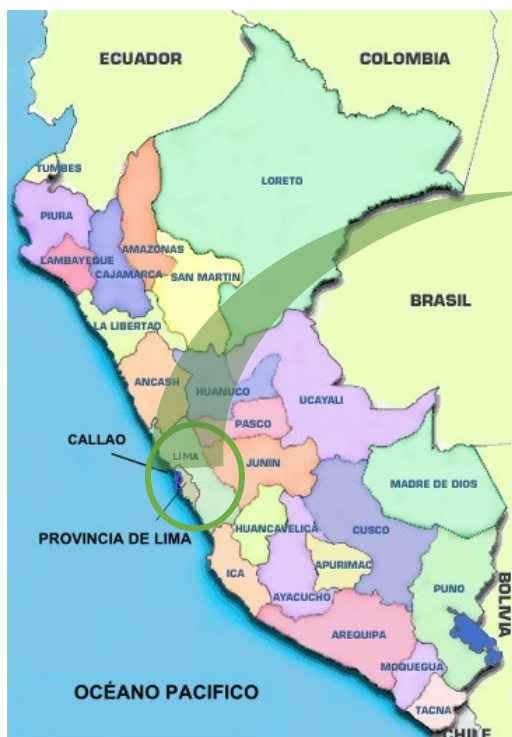 ECUADOR
COLOMBIA
TUMBES
LORETO
PIURA
AMAZONAS
LAMBAYEQUE
CAJAMARCA
SAN MARTIN
BRASIL
LA LIBERTAD
ANCASH
HUANUCO
UCAYALI
PASCO
CALLAO
LIMA
JUNIN
MADRE DE DIOS
PROVINCIA DE LIMA
HUANCAVELICA
CUSCO
APURIMAC
ICA
AYACUCHO
PUNO
BOLIVIA
AREQUIPA
MOQUEGUA
OCÉANO PACIFICO
TACNA
CHILE